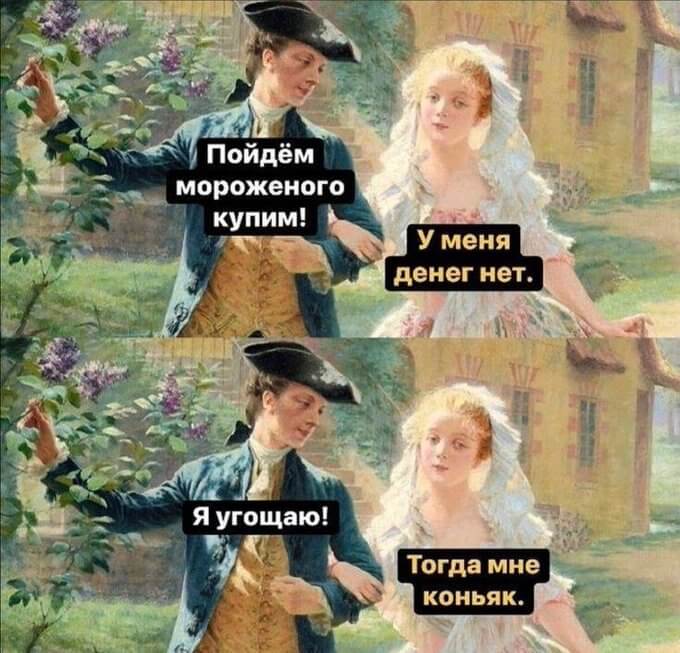 Пойдём
мороженого
купим!
У меня
денег нет.
Я угощаю!
Тогда мне
коньяк.